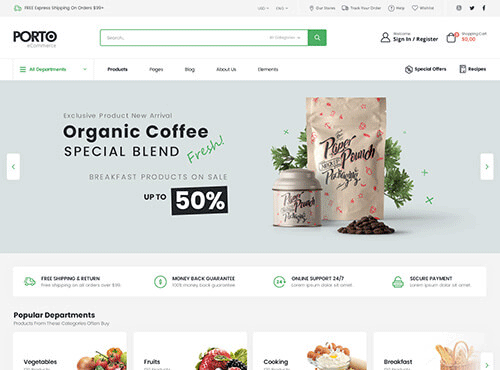 FREE Express Shipping On Orders $99+
USD
ENG
Our Stores
Track Your Order
Help
Wishlist
PORTO
eCommerce
Search...
All Categories
Welcome
Sign In / Register
0
Shopping Cart
$0.00
All Departments
Products
Pages
Blog
About Us
Elements
Special Offers
Recipes
Exclusive Product New Arrival
Organic Coffee
SPECIAL BLEND
Fresh!
BREAKFAST PRODUCTS ON SALE
UP TO
50%
Paper
Pouch
Packaging
FREE SHIPPING & RETURN
Free shipping on all orders over $99.
MONEY BACK GUARANTEE
100% money back guarantee
ONLINE SUPPORT 24/7
Lorem ipsum dolor sit amet.
SECURE PAYMENT
Lorem ipsum dolor sit amet.
Popular Departments
Products From These Categories Often Buy
Vegetables
Fruits
Cooking
Breakfast